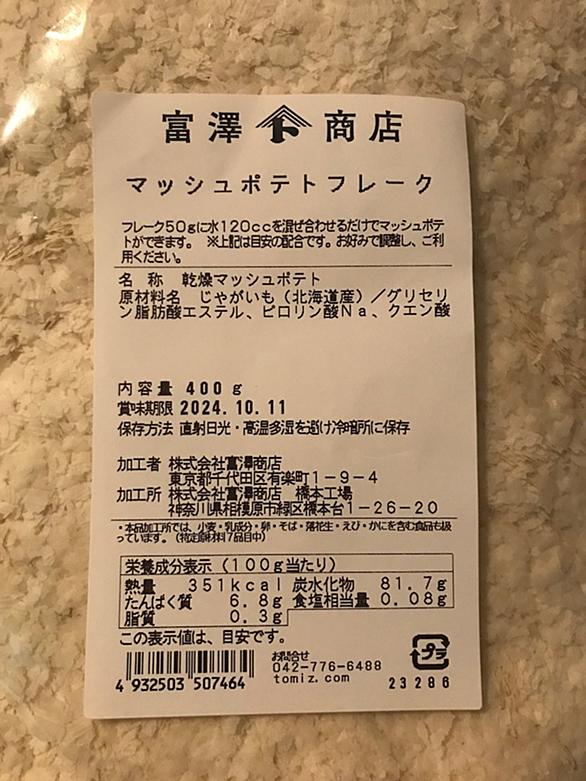 富澤 ト 商店
マッシュポテトフレーク
フレーク50gに水120ccを混ぜ合わせるだけでマッシュポテ
トができます。 ※上記は目安の配合です。お好みで調整し、ご利
用ください。
名 称 乾燥マッシュポテト
原材料名 じゃがいも（北海道産）／グリセリ
ン脂肪酸エステル、ピロリン酸Na、クエン酸
内容量 400 g
賞味期限 2024.10.11
保存方法 直射日光・高温多湿を避け冷暗所に保存
加工者 株式会社富澤商店
東京都千代田区有楽町1-9-4
加工所 株式会社富澤商店 橋本工場
神奈川県相模原市緑区橋本台1-26-20
・本品加工所では、小麦・乳成分・卵・そば・落花生・えび・かにを含む食品も扱
っています。（特定原材料7品目中）
栄養成分表示（100g当たり）
熱量 351kcal 炭水化物 81.7g
たんぱく質 6.8g 食塩相当量 0.08g
脂質 0.3g
この表示値は、目安です。
プラ
お問合せ
042-776-6488
tomiz.com
4 932503 507464
23286